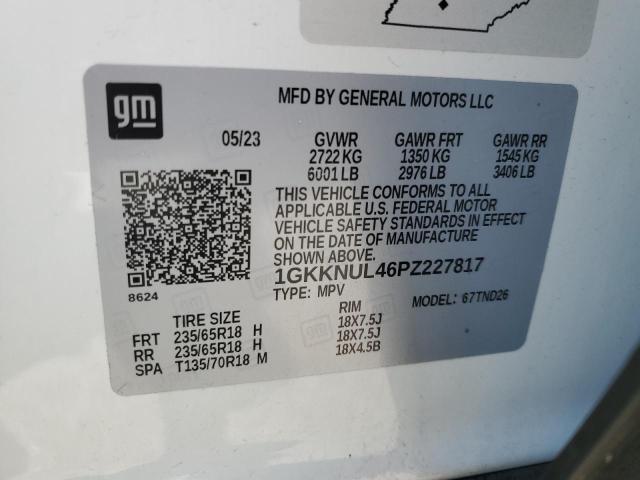 gm
MFD BY GENERAL MOTORS LLC
05/23 GVWR GAWR FRT GAWR RR
2722 KG 1350 KG 1545 KG
6001 LB 2976 LB 3406 LB
THIS VEHICLE CONFORMS TO ALL
APPLICABLE U.S. FEDERAL MOTOR
VEHICLE SAFETY STANDARDS IN EFFECT
ON THE DATE OF MANUFACTURE
SHOWN ABOVE.
1GKKNUL46PZ227817
8624
TYPE: MPV MODEL: 67TND26
TIRE SIZE RIM
FRT 235/65R18 H 18X7.5J
RR 235/65R18 H 18X7.5J
SPA T135/70R18 M 18X4.5B